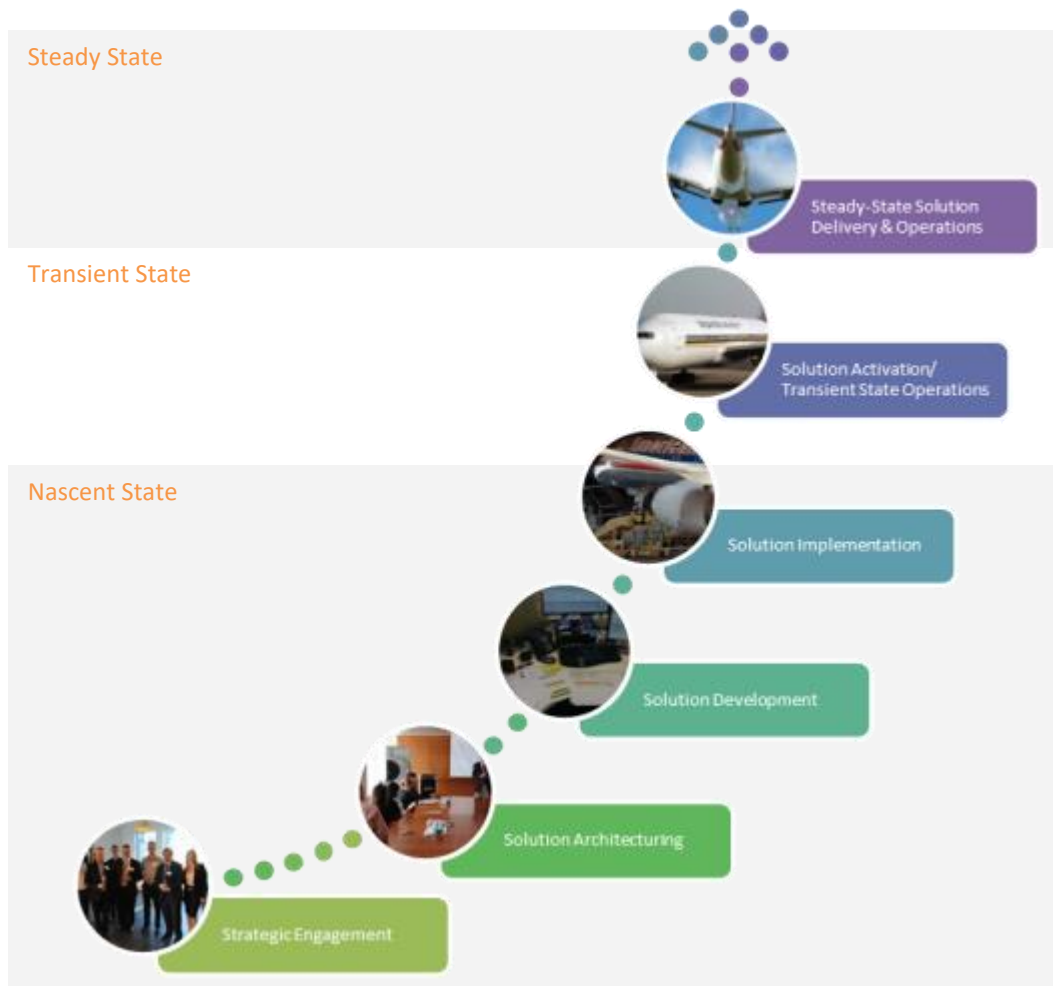 Steady State
Steady-State Solution
Delivery & Operations
Transient State
Solution Activation/
Transient State Operations
Nascent State
Solution Implementation
Solution Development
Solution Architecturing
Strategic Engagement